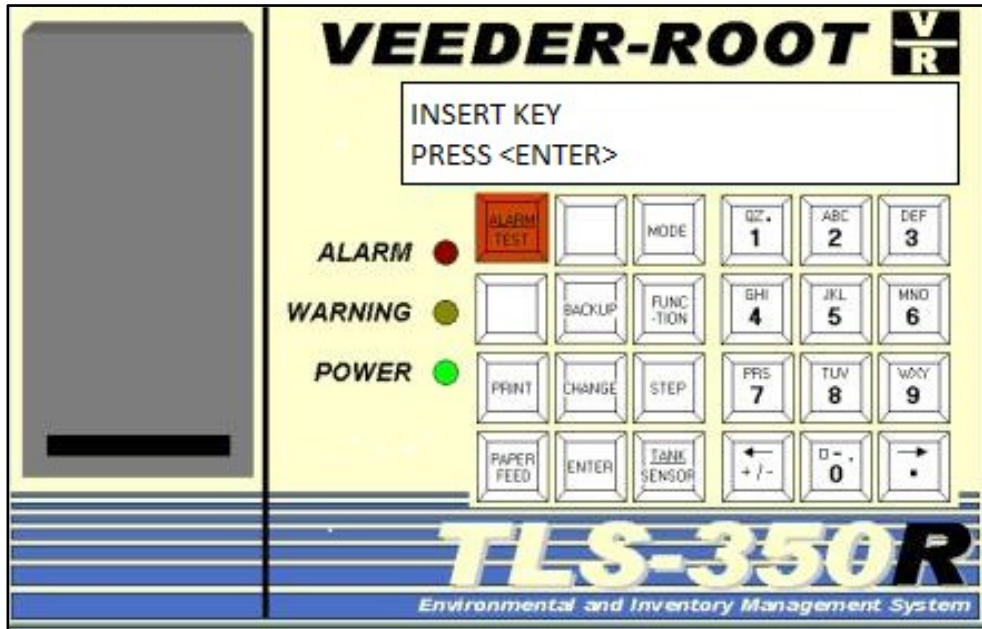 VEEDER-ROOT V R
INSERT KEY
PRESS <ENTER>
ALARM
TEST
MODE
QZ.
1
ABC
2
DEF
3
ALARM
BACKUP
FUNC
-TION
GHI
4
JKL
5
MNO
6
WARNING
PRINT
CHANGE
STEP
PRS
7
TUV
8
WXY
9
POWER
PAPER
FEED
ENTER
TANK
SENSOR
←
+/-
0-,
0
→
.
TLS-350R
Environmental and Inventory Management System